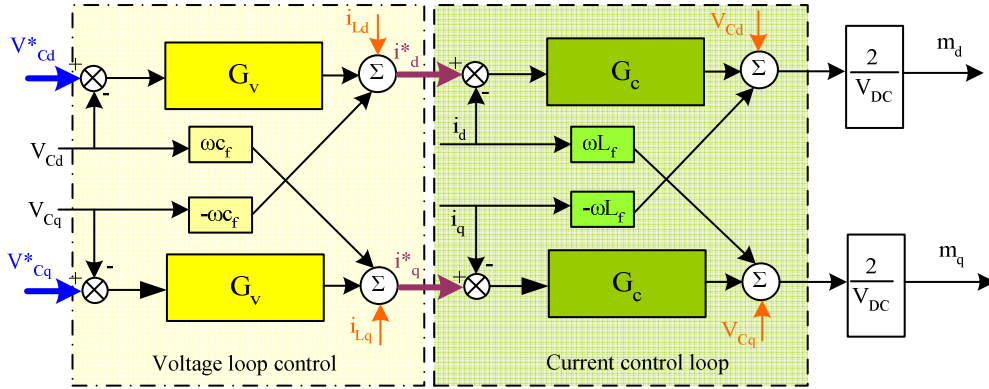 V*Cd
+
-
Gv
iLd
Σ
i*d
+
-
Gc
VCd
Σ
2
VDC
md
VCd
ωcf
id
ωLf
VCq
-ωcf
iq
-ωLf
V*Cq
+
-
Gv
Σ
i*q
iLq
+
-
Gc
Σ
VCq
2
VDC
mq
Voltage loop control
Current control loop